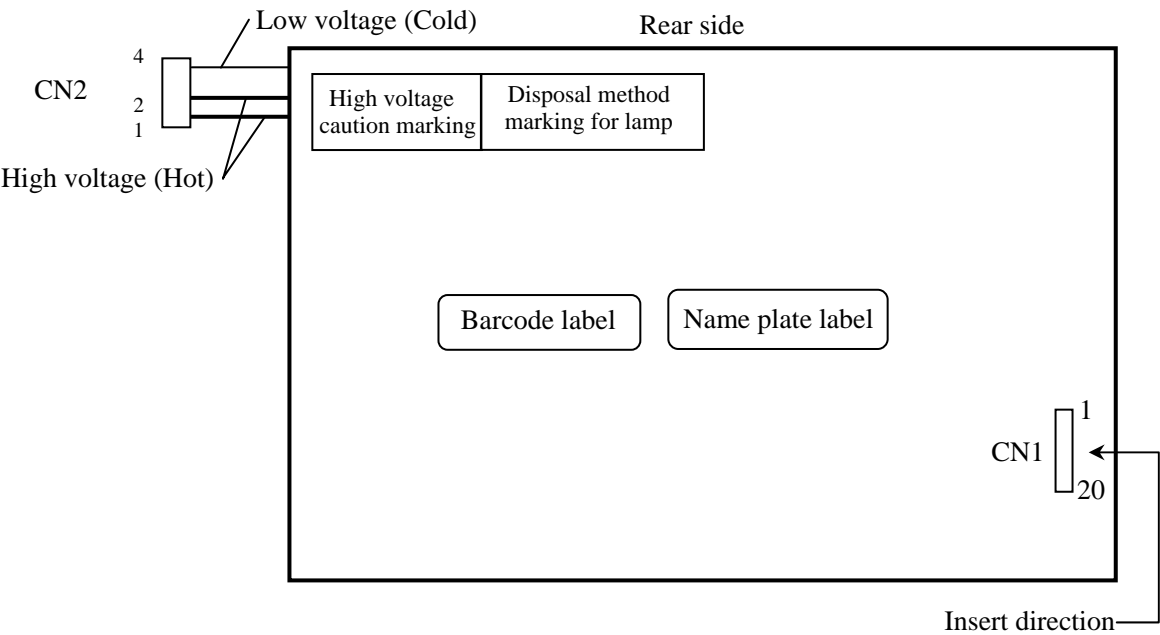 Low voltage (Cold)
Rear side
4
CN2
2
1
High voltage
caution marking
Disposal method
marking for lamp
High voltage (Hot)
Barcode label
Name plate label
1
CN1
20
Insert direction